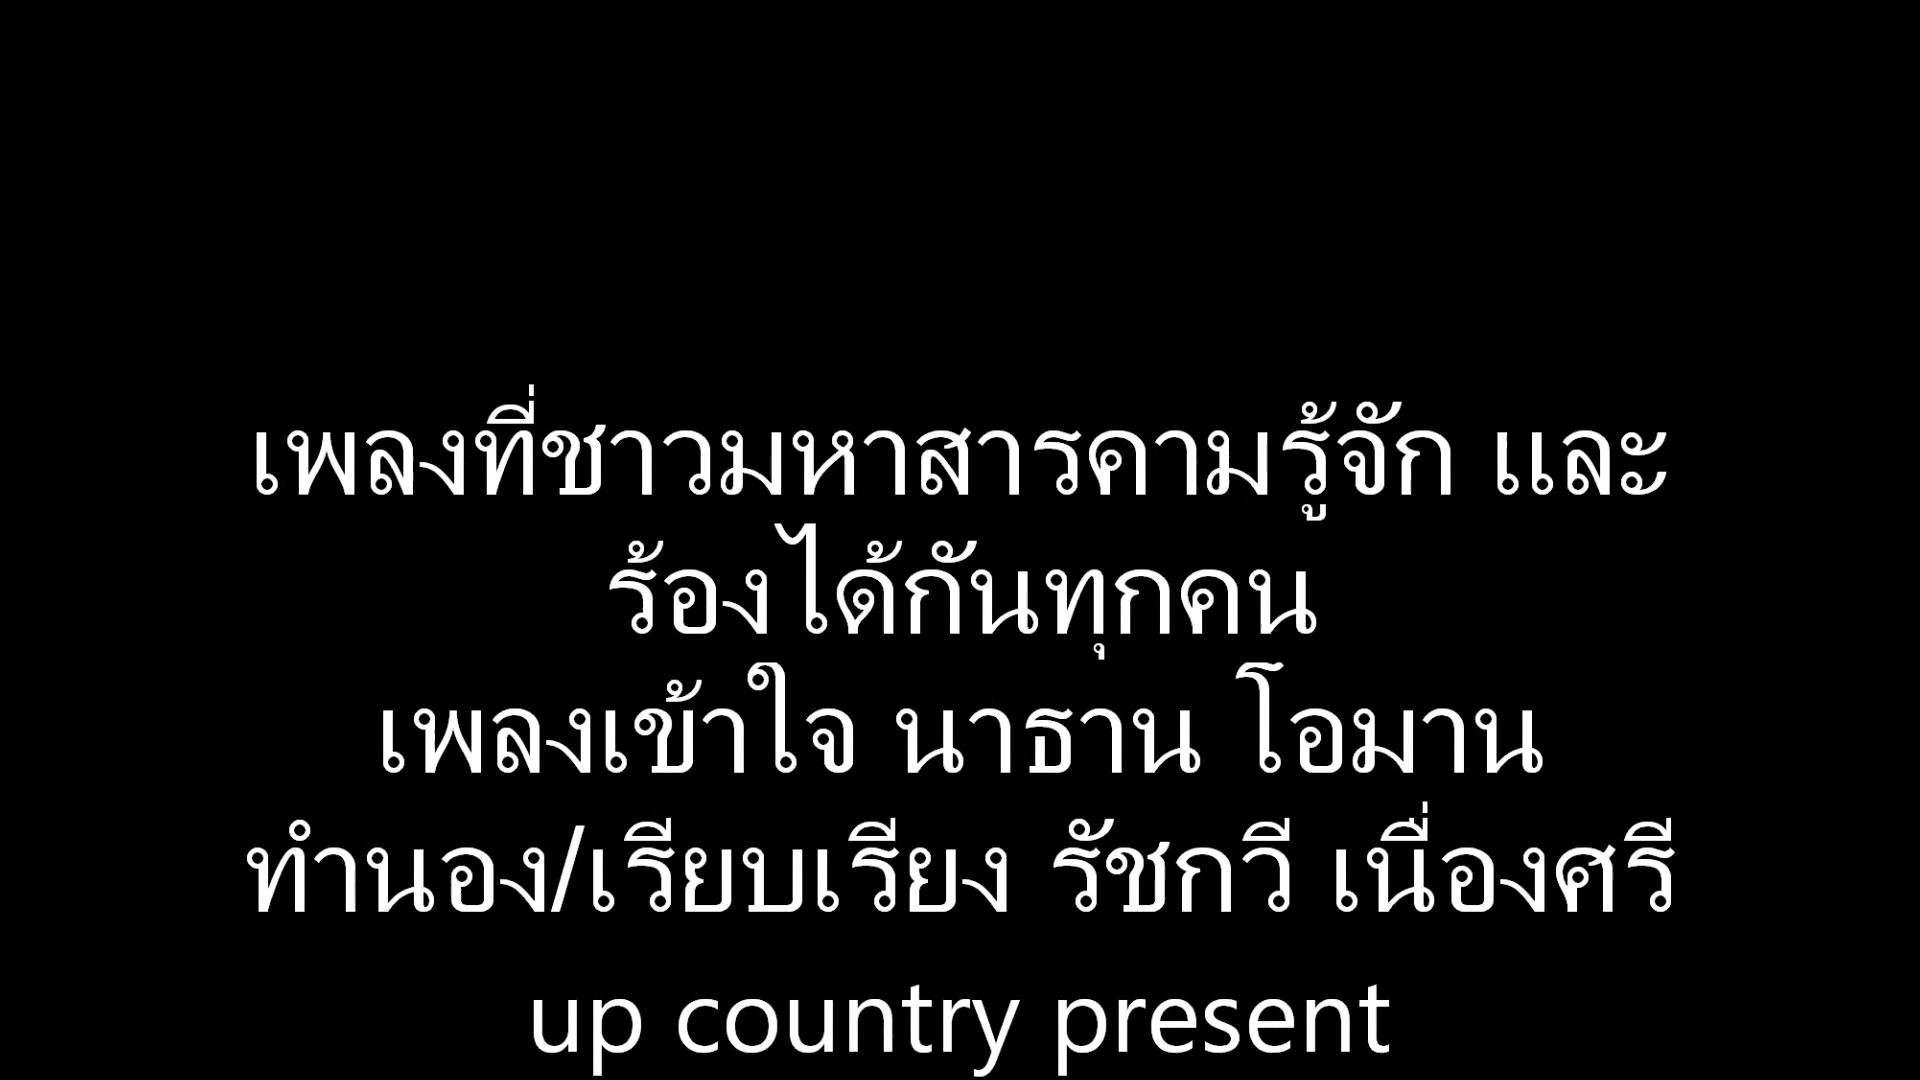 เพลงที่ชาวมหาสารคามรู้จัก และ
ร้องได้กันทุกคน
เพลงเข้าใจ นาธาน โอมาน
ทำนอง/เรียบเรียง รัชกวี เนื่องศรี
up country present